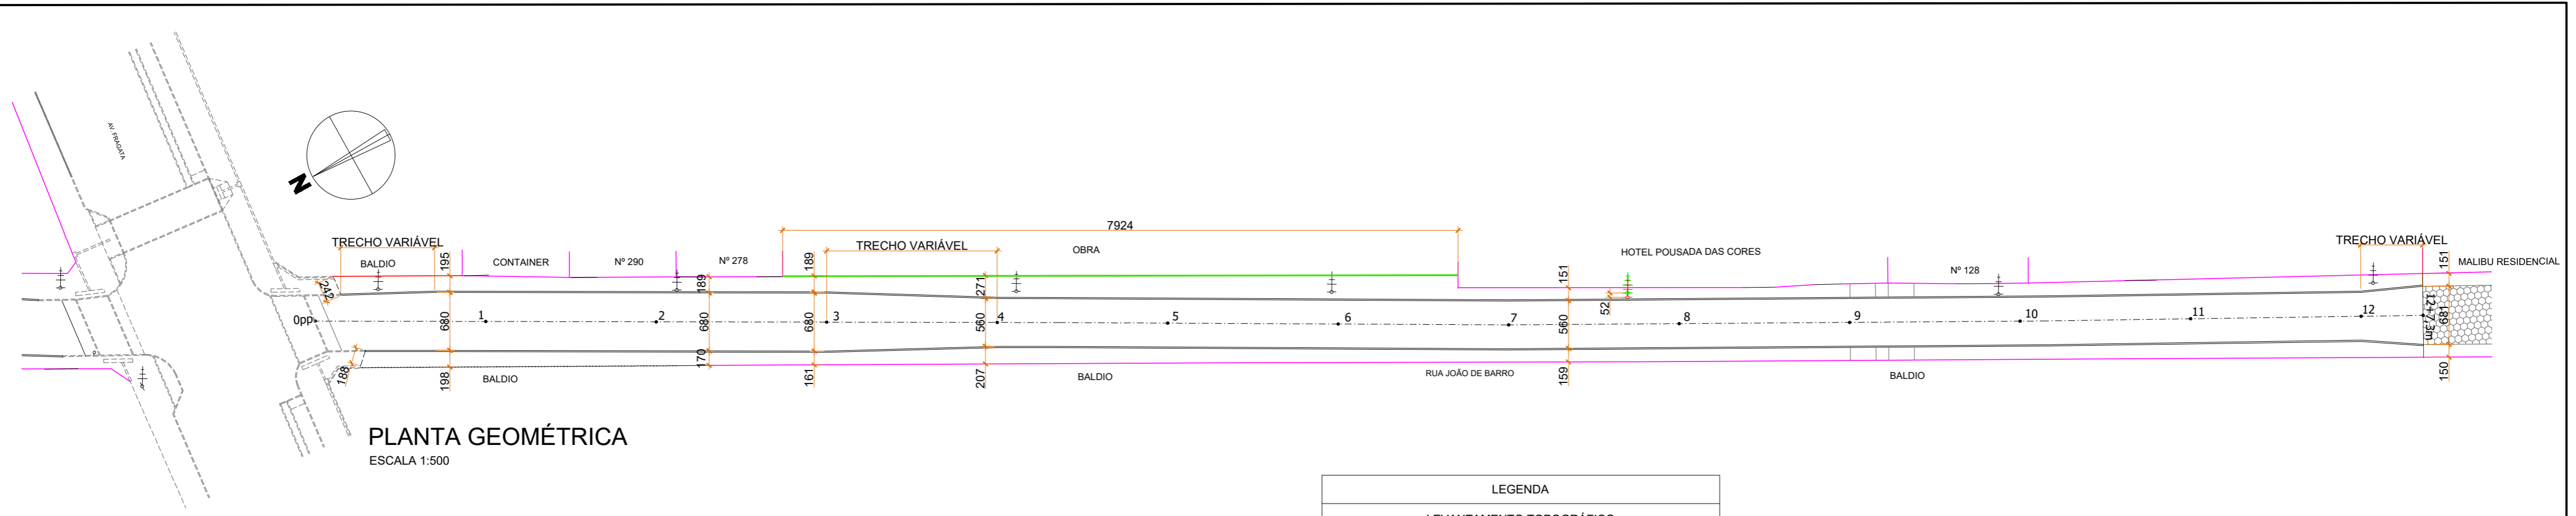 AV. FRAGATA
N
7924
TRECHO VARIÁVEL
TRECHO VARIÁVEL
TRECHO VARIÁVEL
BALDIO
195
CONTAINER
Nº 290
Nº 278
189
189
OBRA
271
151
HOTEL POUSADA DAS CORES
52
Nº 128
151
MALIBU RESIDENCIAL
242
0pp
680
1
2
680
680
3
560
4
5
6
7
560
8
9
10
11
12
12+7,3m
689
188
198
BALDIO
170
161
207
BALDIO
RUA JOÃO DE BARRO
159
BALDIO
150
PLANTA GEOMÉTRICA
ESCALA 1:500
LEGENDA
LEVANTAMENTO TOPOGRÁFICO